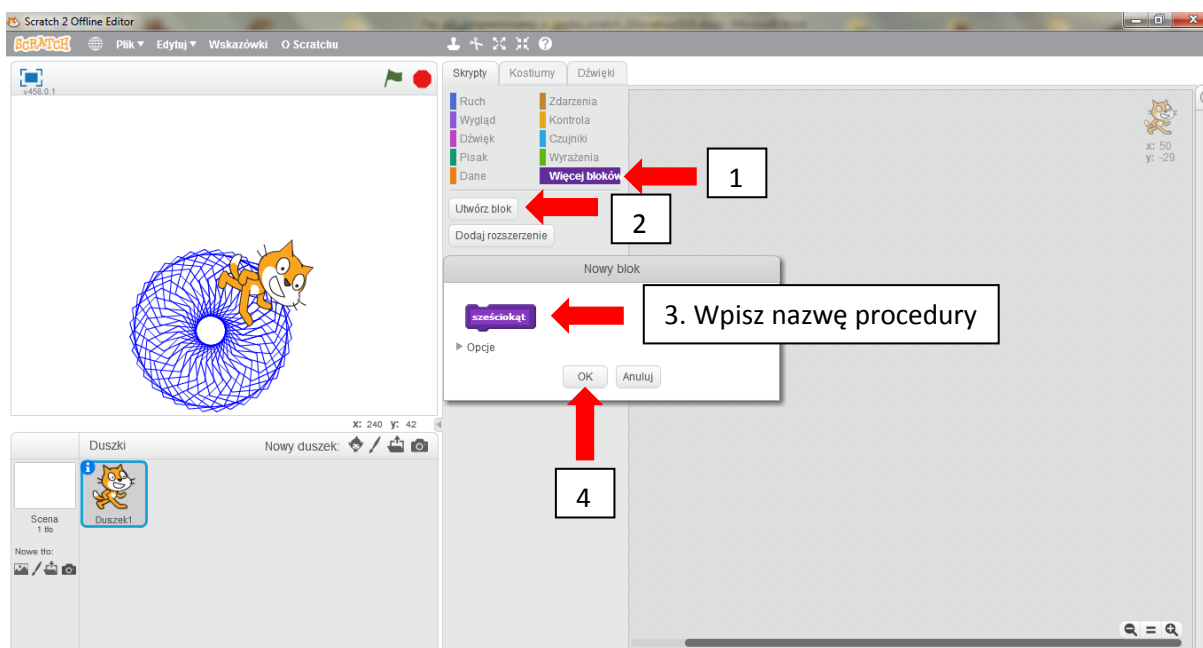 Scratch 2 Offline Editor
SCRATCH Plik Edytuj Wskazówki O Scratchu
v458.0.1
Skrypty Kostiumy Dźwięki
Ruch Zdarzenia
Wygląd Kontrola
Dźwięk Czujniki
Pisak Wyrażenia
Dane Więcej bloków
1
x: 50
y: -29
Utwórz blok
2
Dodaj rozszerzenie
Nowy blok
sześciokąt
3. Wpisz nazwę procedury
Opcje
OK Anuluj
4
x: 240 y: 42
Duszki Nowy duszek:
Scena
1 tło
Duszek1
Nowe tło: